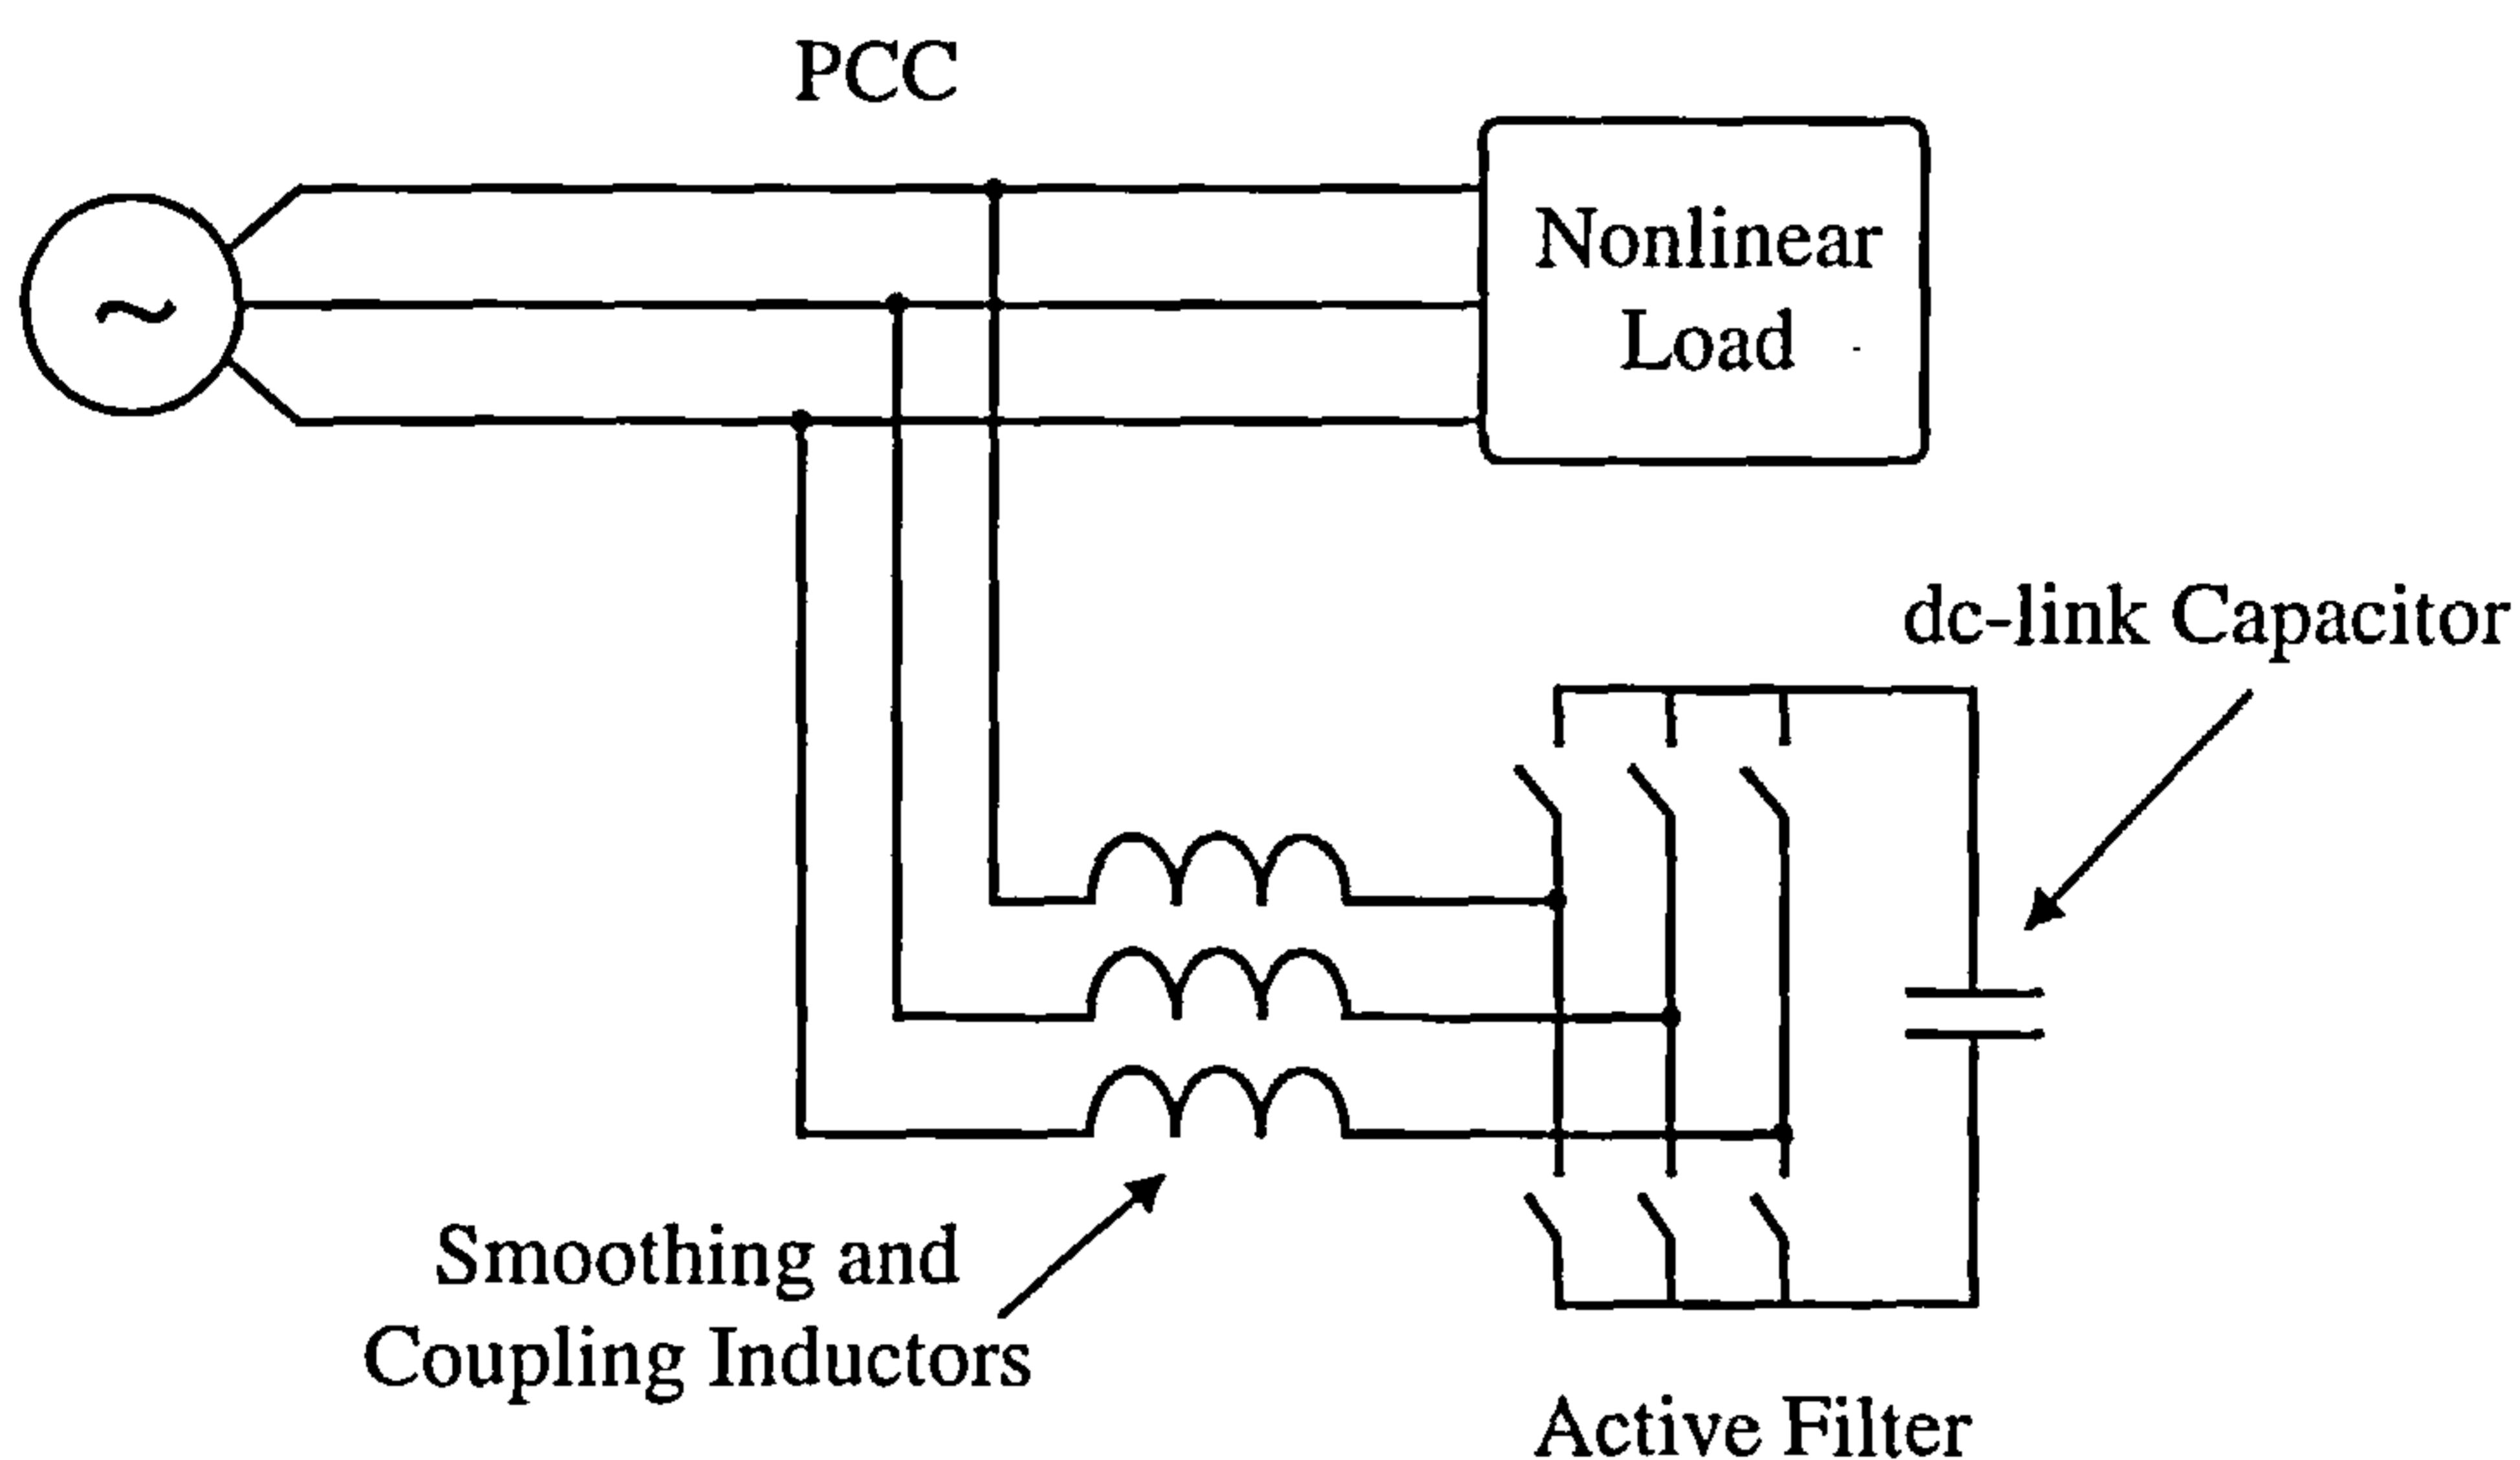 PCC
Nonlinear
Load
~
dc-link Capacitor
Smoothing and
Coupling Inductors
Active Filter